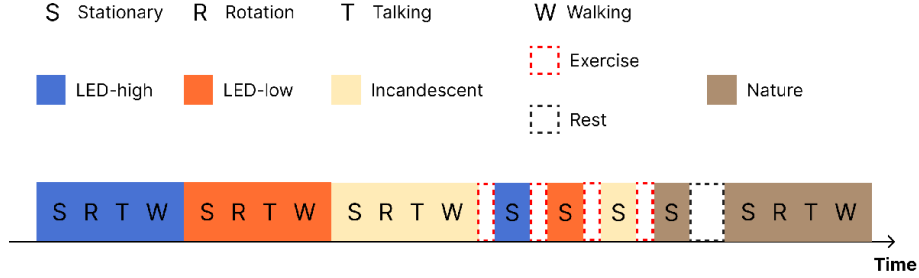 S Stationary R Rotation T Talking W Walking
Exercise
LED-high LED-low Incandescent Nature
Rest
S R T W S R T W S R T W S S S S S R T W
Time